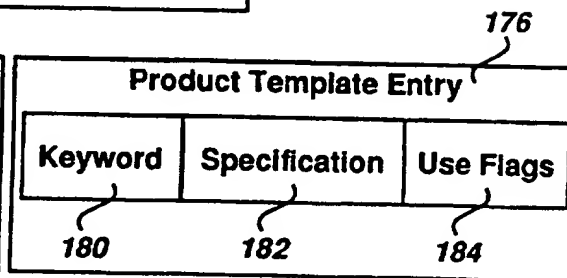 176
Product Template Entry
Keyword Specification Use Flags
180 182 184